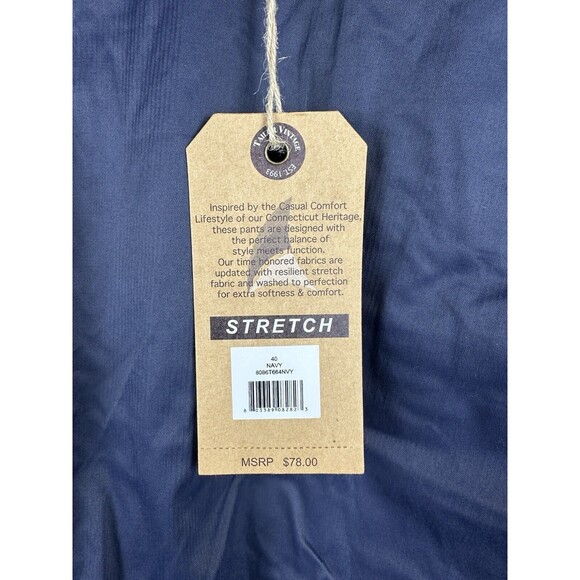 TAILOR VINTAGE
EST. 1993
Inspired by the Casual Comfort
Lifestyle of our Connecticut Heritage,
these pants are designed with
the perfect balance of
style meets function.
Our time honored fabrics are
updated with resilient stretch
fabric and washed to perfection
for extra softness & comfort.
STRETCH
40
NAVY
8086T664NVY
MSRP $78.00